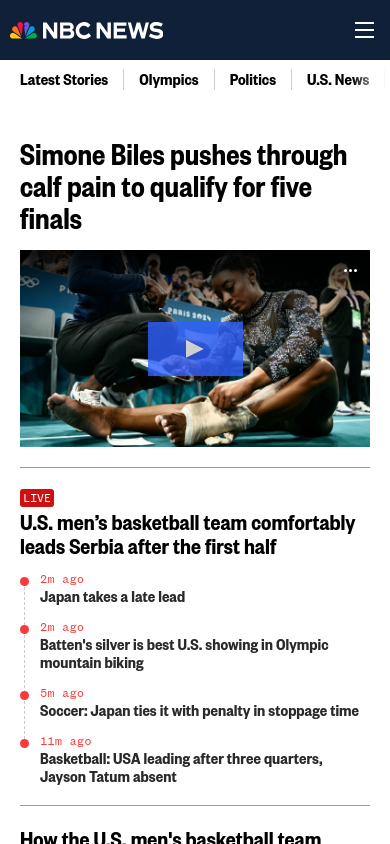 NBC NEWS
Latest Stories
Olympics
Politics
U.S. News
Simone Biles pushes through
calf pain to qualify for five
finals
PARIS 2024
LIVE
U.S. men’s basketball team comfortably
leads Serbia after the first half
2m ago
Japan takes a late lead
2m ago
Batten's silver is best U.S. showing in Olympic
mountain biking
5m ago
Soccer: Japan ties it with penalty in stoppage time
11m ago
Basketball: USA leading after three quarters,
Jayson Tatum absent
How the U.S. men's basketball team